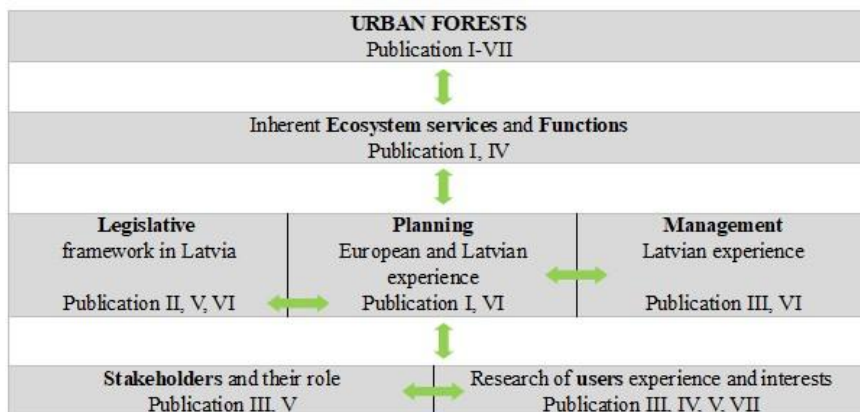 URBAN FORESTS
Publication I-VII
Inherent Ecosystem services and Functions
Publication I, IV
Legislative
framework in Latvia
Publication II, V, VI
Planning
European and Latvian
experience
Publication I, VI
Management
Latvian experience
Publication III, VI
Stakeholders and their role
Publication III, V
Research of users experience and interests
Publication III, IV, V, VII